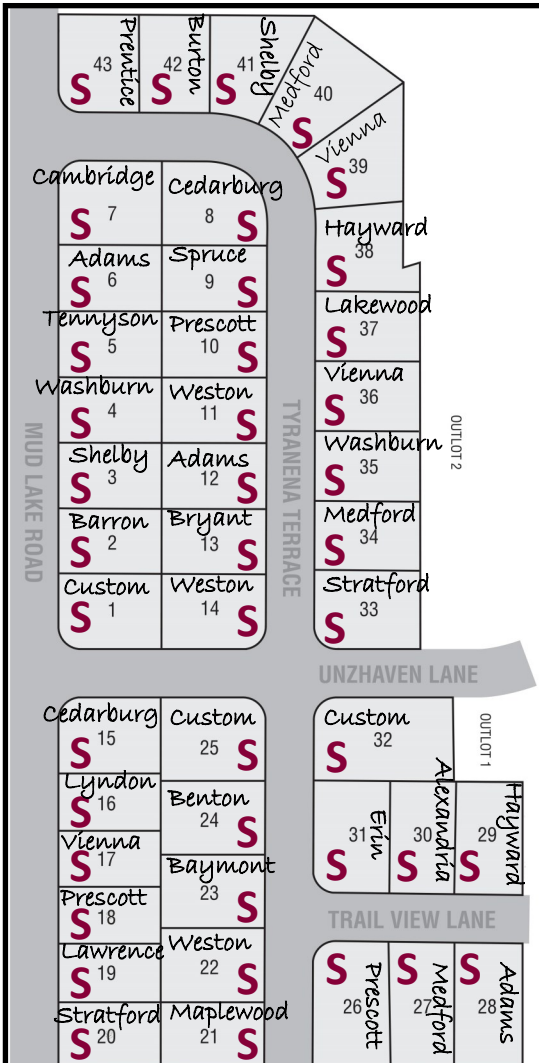 Prentice
43
S
Burton
42
S
Shelby
41
S
Medford
40
S
Vienna
39
S
Cambridge
S 7
Cedarburg
8 S
Hayward
38
S
Adams
6
S
Spruce
9 S
Lakewood
37
S
Tennyson
5
S
Prescott
10 S
Vienna
36
S
Washburn
4
S
Weston
11 S
Washburn
35
S
Shelby
3
S
Adams
12 S
Medford
34
S
Barron
2
S
Bryant
13 S
Stratford
33
S
Custom
1
S
Weston
14 S
MUD LAKE ROAD
TYRANENA TERRACE
OUTLOT 2
UNZHAVEN LANE
Cedarburg
15
S
Custom
25 S
Custom
32
S
OUTLOT 1
Lyndon
16
S
Benton
24 S
Vienna
17
S
Baymont
23 S
Erin
31
S
Alexandria
30
S
Hayward
29
S
Prescott
18
S
TRAIL VIEW LANE
Lawrence
19
S
Weston
22 S
Stratford
20
S
Maplewood
21 S
S
26
Prescott
S
27
Medford
S
28
Adams